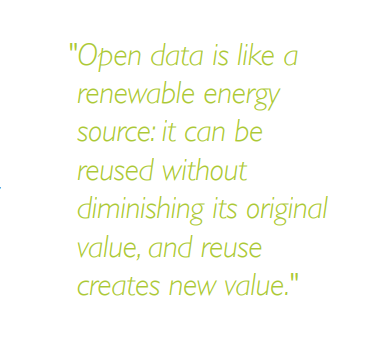 "Open data is like a
renewable energy
source: it can be
reused without
diminishing its original
value, and reuse
creates new value."